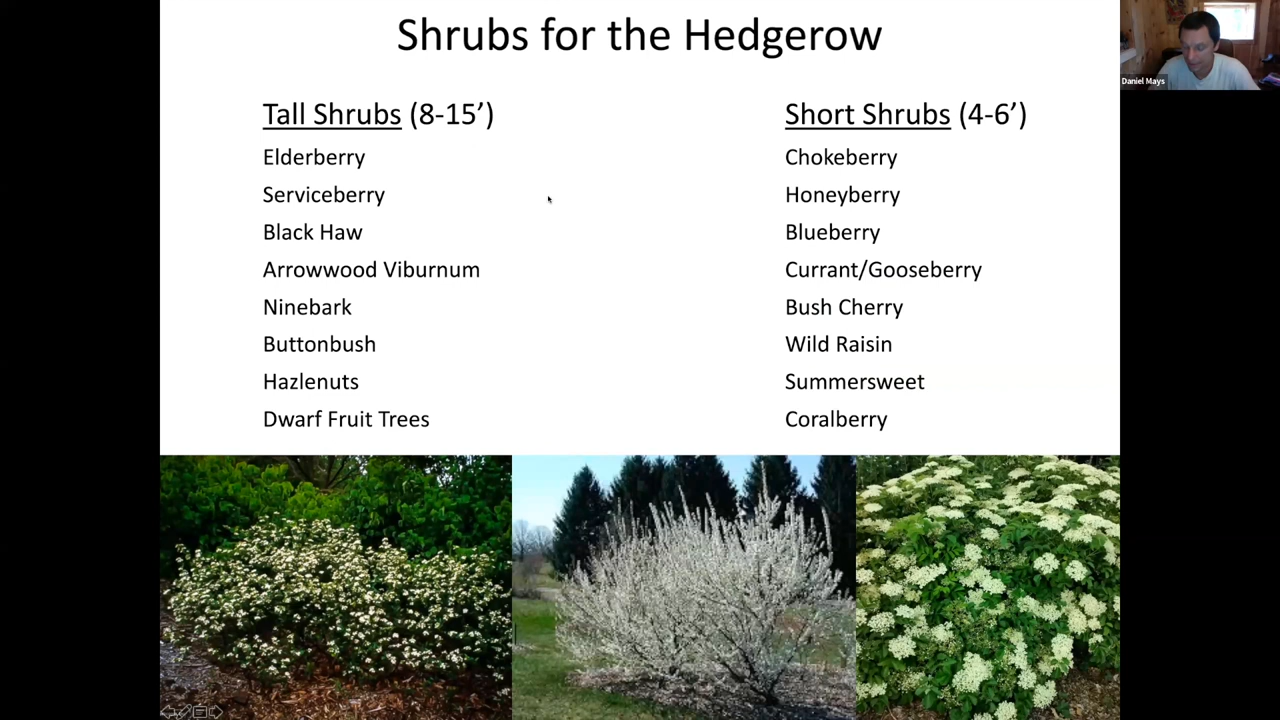 Shrubs for the Hedgerow
Tall Shrubs (8-15’)
Elderberry
Serviceberry
Black Haw
Arrowwood Viburnum
Ninebark
Buttonbush
Hazlenuts
Dwarf Fruit Trees
Short Shrubs (4-6’)
Chokeberry
Honeyberry
Blueberry
Currant/Gooseberry
Bush Cherry
Wild Raisin
Summersweet
Coralberry
Daniel Mays